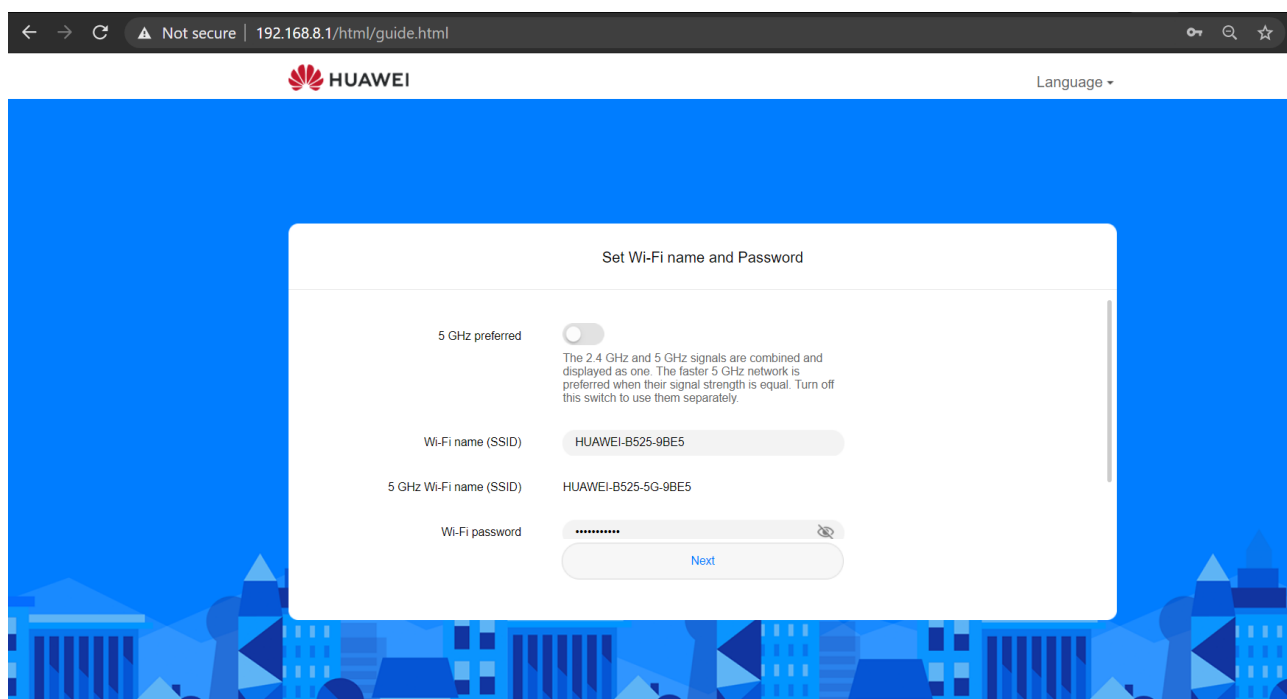 Not secure 192.168.8.1/html/guide.html
HUAWEI
Language
Set Wi-Fi name and Password
5 GHz preferred
The 2.4 GHz and 5 GHz signals are combined and
displayed as one. The faster 5 GHz network is
preferred when their signal strength is equal. Turn off
this switch to use them separately.
Wi-Fi name (SSID) HUAWEI-B525-9BE5
5 GHz Wi-Fi name (SSID) HUAWEI-B525-5G-9BE5
Wi-Fi password •••••••••••
Next